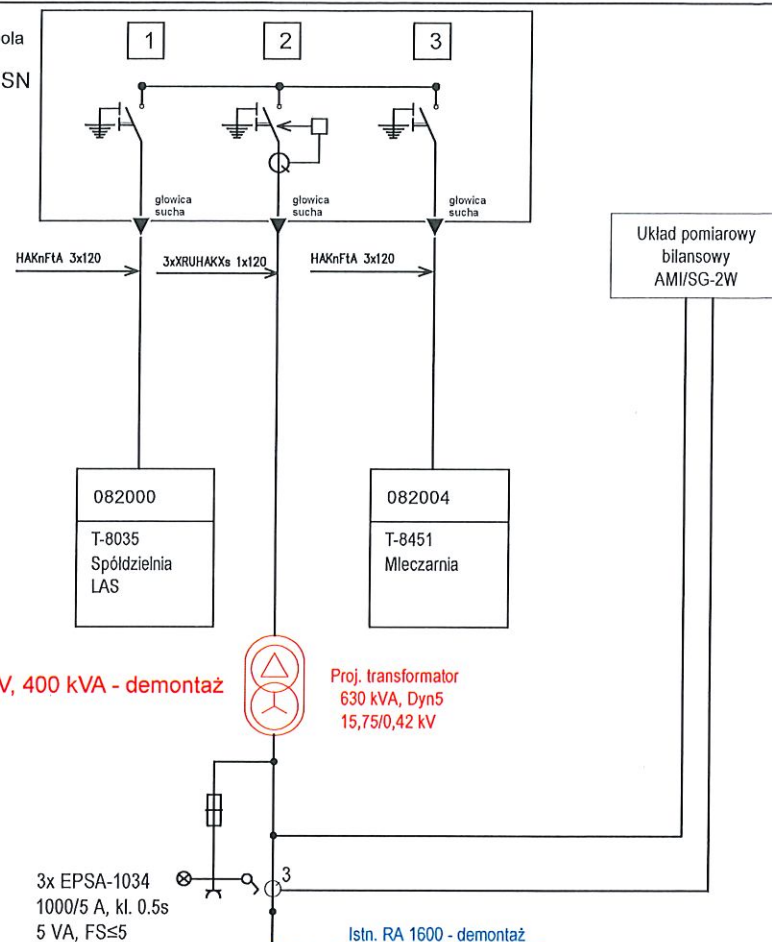 ola
SN
1
2
3
głowica
sucha
głowica
sucha
głowica
sucha
HAKnFtA 3x120
3xXRUHAKXs 1x120
HAKnFtA 3x120
Układ pomiarowy
bilansowy
AMI/SG-2W
082000
T-8035
Spółdzielnia
LAS
082004
T-8451
Mleczarnia
V, 400 kVA - demontaż
Proj. transformator
630 kVA, Dyn5
15,75/0,42 kV
3
3x EPSA-1034
1000/5 A, kl. 0.5s
5 VA, FS≤5
Istn. RA 1600 - demontaż